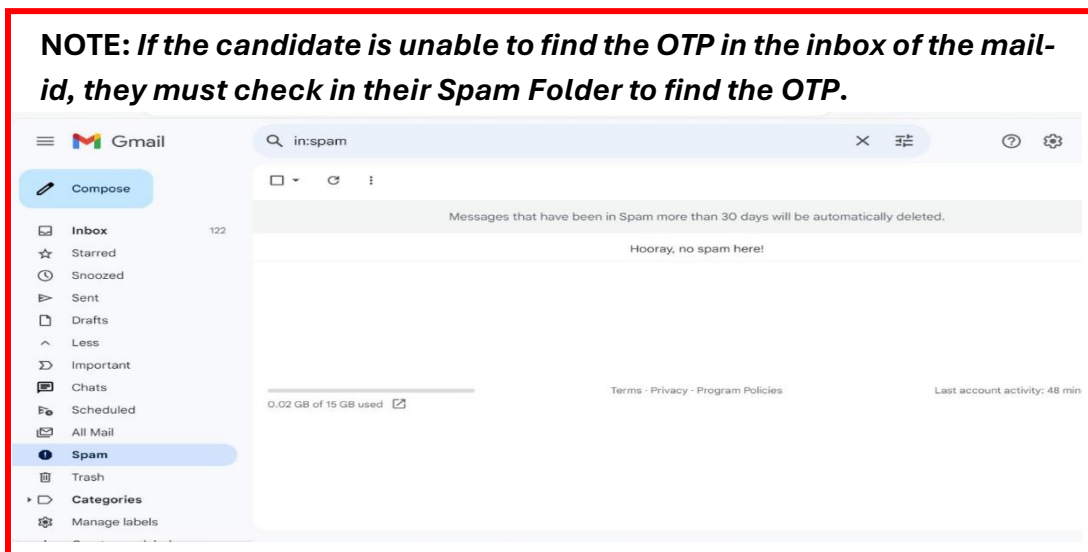 NOTE: If the candidate is unable to find the OTP in the inbox of the mail-
id, they must check in their Spam Folder to find the OTP.
Gmail
in:spam
Compose
Messages that have been in Spam more than 30 days will be automatically deleted.
Inbox 122
Hooray, no spam here!
Starred
Snoozed
Sent
Drafts
Less
Important
Chats
Terms · Privacy · Program Policies
Last account activity: 48 min
0.02 GB of 15 GB used
Scheduled
All Mail
Spam
Trash
Categories
Manage labels